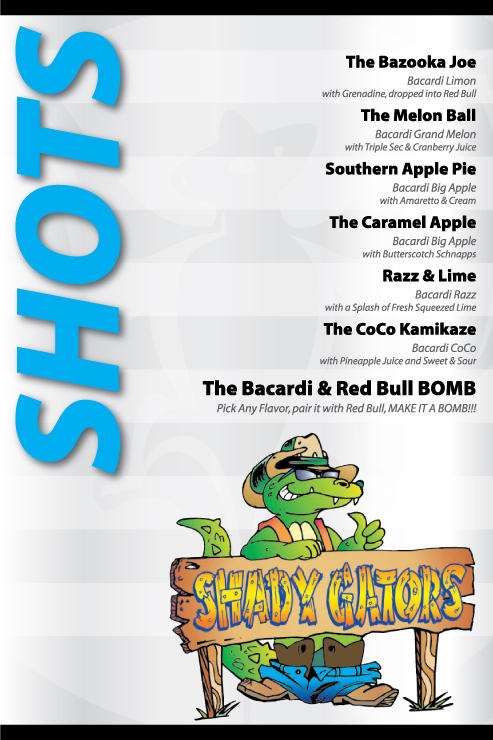 SHOTS
The Bazooka Joe
Bacardi Limon
with Grenadine, dropped into Red Bull
The Melon Ball
Bacardi Grand Melon
with Triple Sec & Cranberry Juice
Southern Apple Pie
Bacardi Big Apple
with Amaretto & Cream
The Caramel Apple
Bacardi Big Apple
with Butterscotch Schnapps
Razz & Lime
Bacardi Razz
with a Splash of Fresh Squeezed Lime
The CoCo Kamikaze
Bacardi CoCo
with Pineapple Juice and Sweet & Sour
The Bacardi & Red Bull BOMB
Pick Any Flavor, pair it with Red Bull, MAKE IT A BOMB!!!
SHADY GATORS